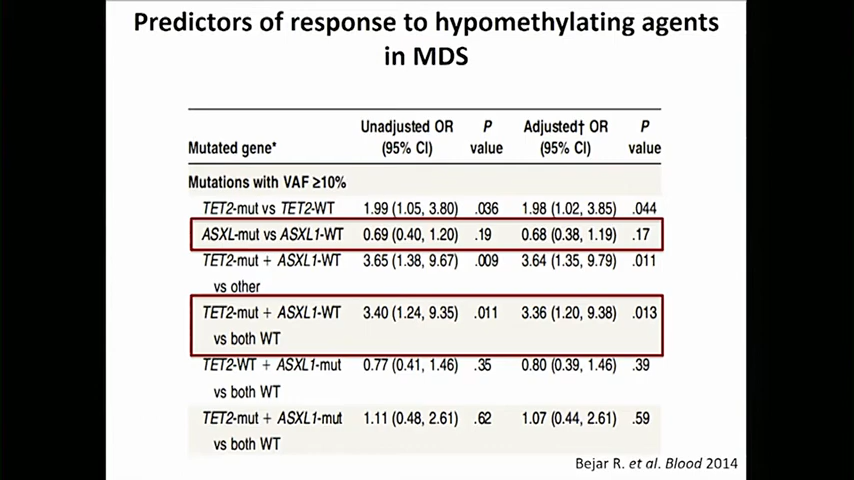 Predictors of response to hypomethylating agents
in MDS
Unadjusted OR P Adjusted† OR P
Mutated gene* (95% CI) value (95% CI) value
Mutations with VAF ≥10%
TET2-mut vs TET2-WT 1.99 (1.05, 3.80) .036 1.98 (1.02, 3.85) .044
ASXL-mut vs ASXL1-WT 0.69 (0.40, 1.20) .19 0.68 (0.38, 1.19) .17
TET2-mut + ASXL1-WT 3.65 (1.38, 9.67) .009 3.64 (1.35, 9.79) .011
vs other
TET2-mut + ASXL1-WT 3.40 (1.24, 9.35) .011 3.36 (1.20, 9.38) .013
vs both WT
TET2-WT + ASXL1-mut 0.77 (0.41, 1.46) .35 0.80 (0.39, 1.46) .39
vs both WT
TET2-mut + ASXL1-mut 1.11 (0.48, 2.61) .62 1.07 (0.44, 2.61) .59
vs both WT
Bejar R. et al. Blood 2014